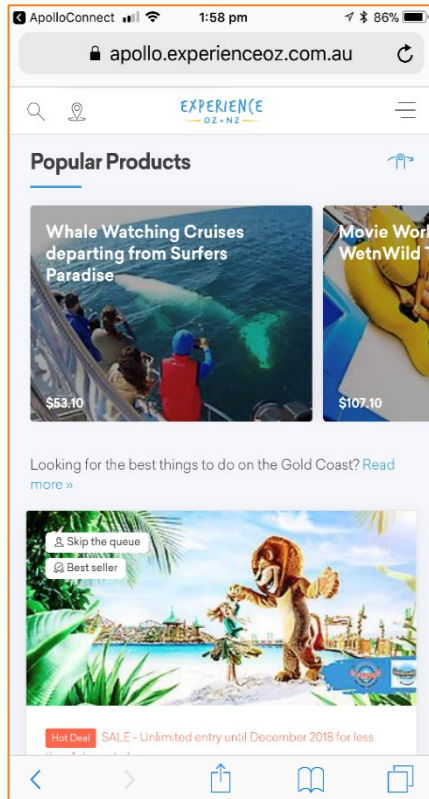 ApolloConnect 1:58 pm 86%
apollo.experienceoz.com.au
EXPERIENCE
OZ + NZ
Popular Products
Whale Watching Cruises
departing from Surfers
Paradise
$53.10
Movie Worl
WetnWild T
$107.10
Looking for the best things to do on the Gold Coast? Read
more »
Skip the queue
Best seller
Hot Deal SALE - Unlimited entry until December 2018 for less